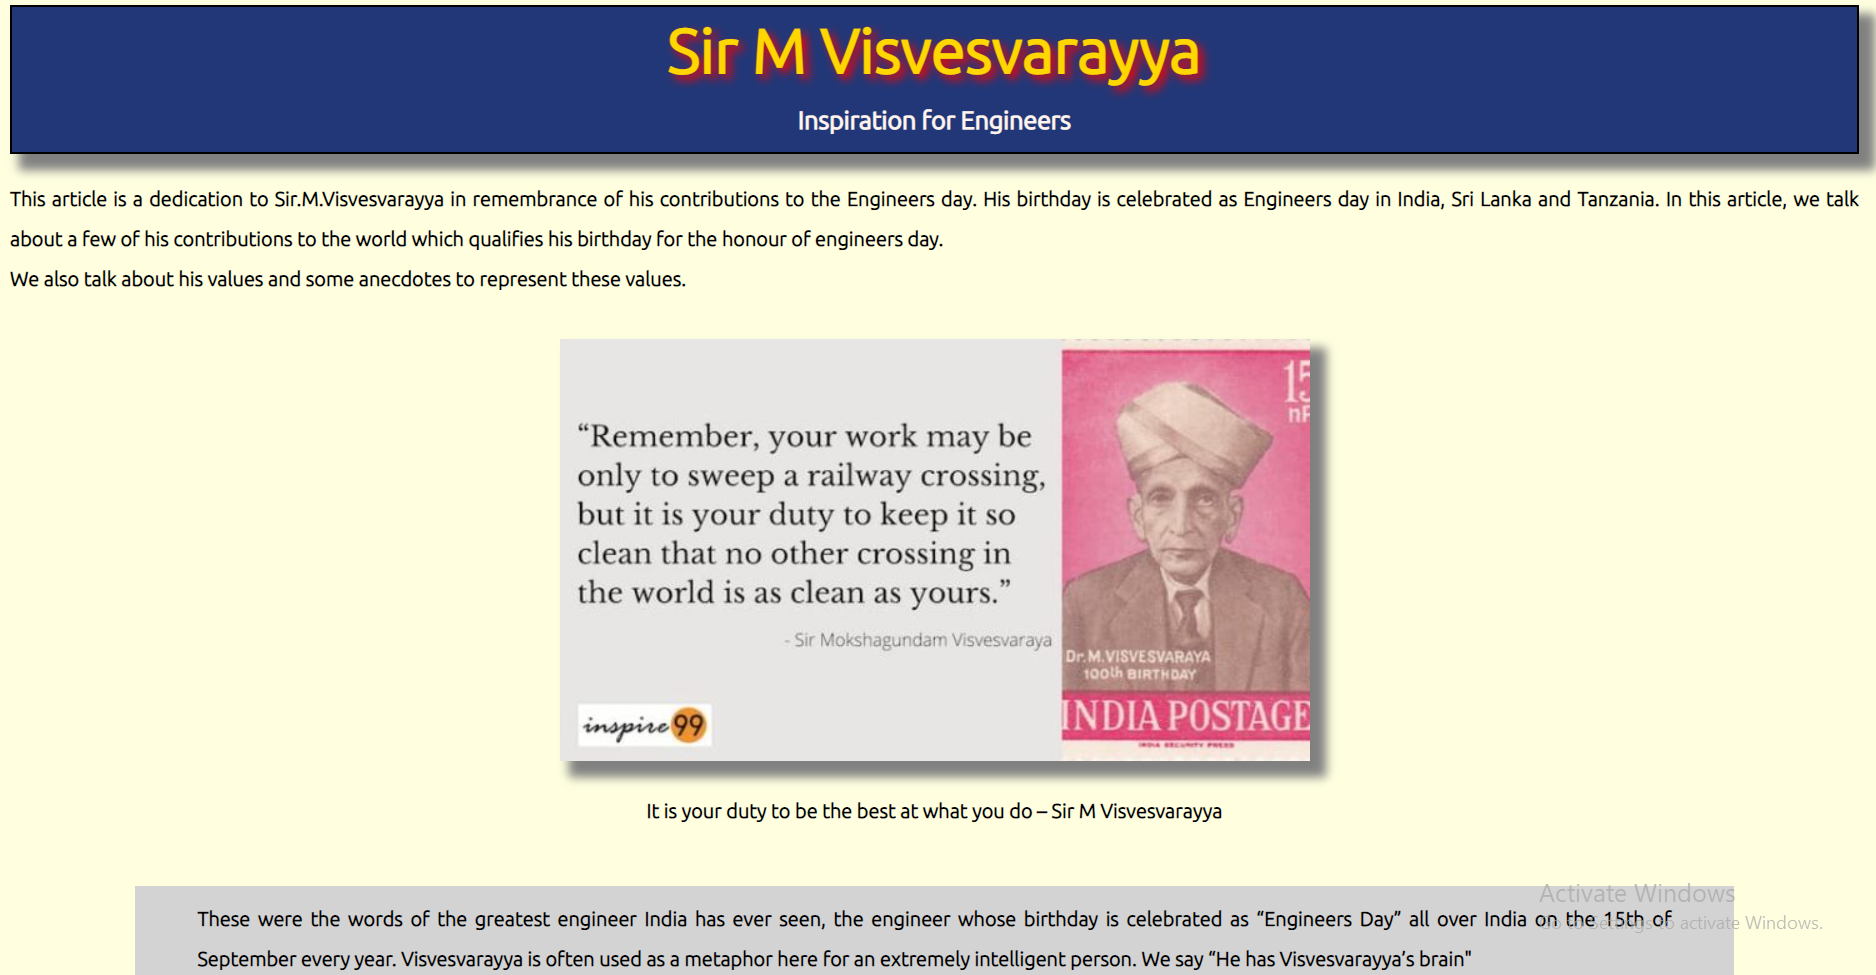 Sir M Visvesvarayya
Inspiration for Engineers
This article is a dedication to Sir.M.Visvesvarayya in remembrance of his contributions to the Engineers day. His birthday is celebrated as Engineers day in India, Sri Lanka and Tanzania. In this article, we talk
about a few of his contributions to the world which qualifies his birthday for the honour of engineers day.
We also talk about his values and some anecdotes to represent these values.
“Remember, your work may be
only to sweep a railway crossing,
but it is your duty to keep it so
clean that no other crossing in
the world is as clean as yours.”
- Sir Mokshagundam Visvesvaraya
inspire99
15
nP
Dr.M.VISVESVARAYA
100th BIRTHDAY
INDIA POSTAGE
INDIA SECURITY PRESS
It is your duty to be the best at what you do – Sir M Visvesvarayya
These were the words of the greatest engineer India has ever seen, the engineer whose birthday is celebrated as “Engineers Day” all over India on the 15th of
September every year. Visvesvarayya is often used as a metaphor here for an extremely intelligent person. We say “He has Visvesvarayya’s brain"
Activate Windows
Go to Settings to activate Windows.